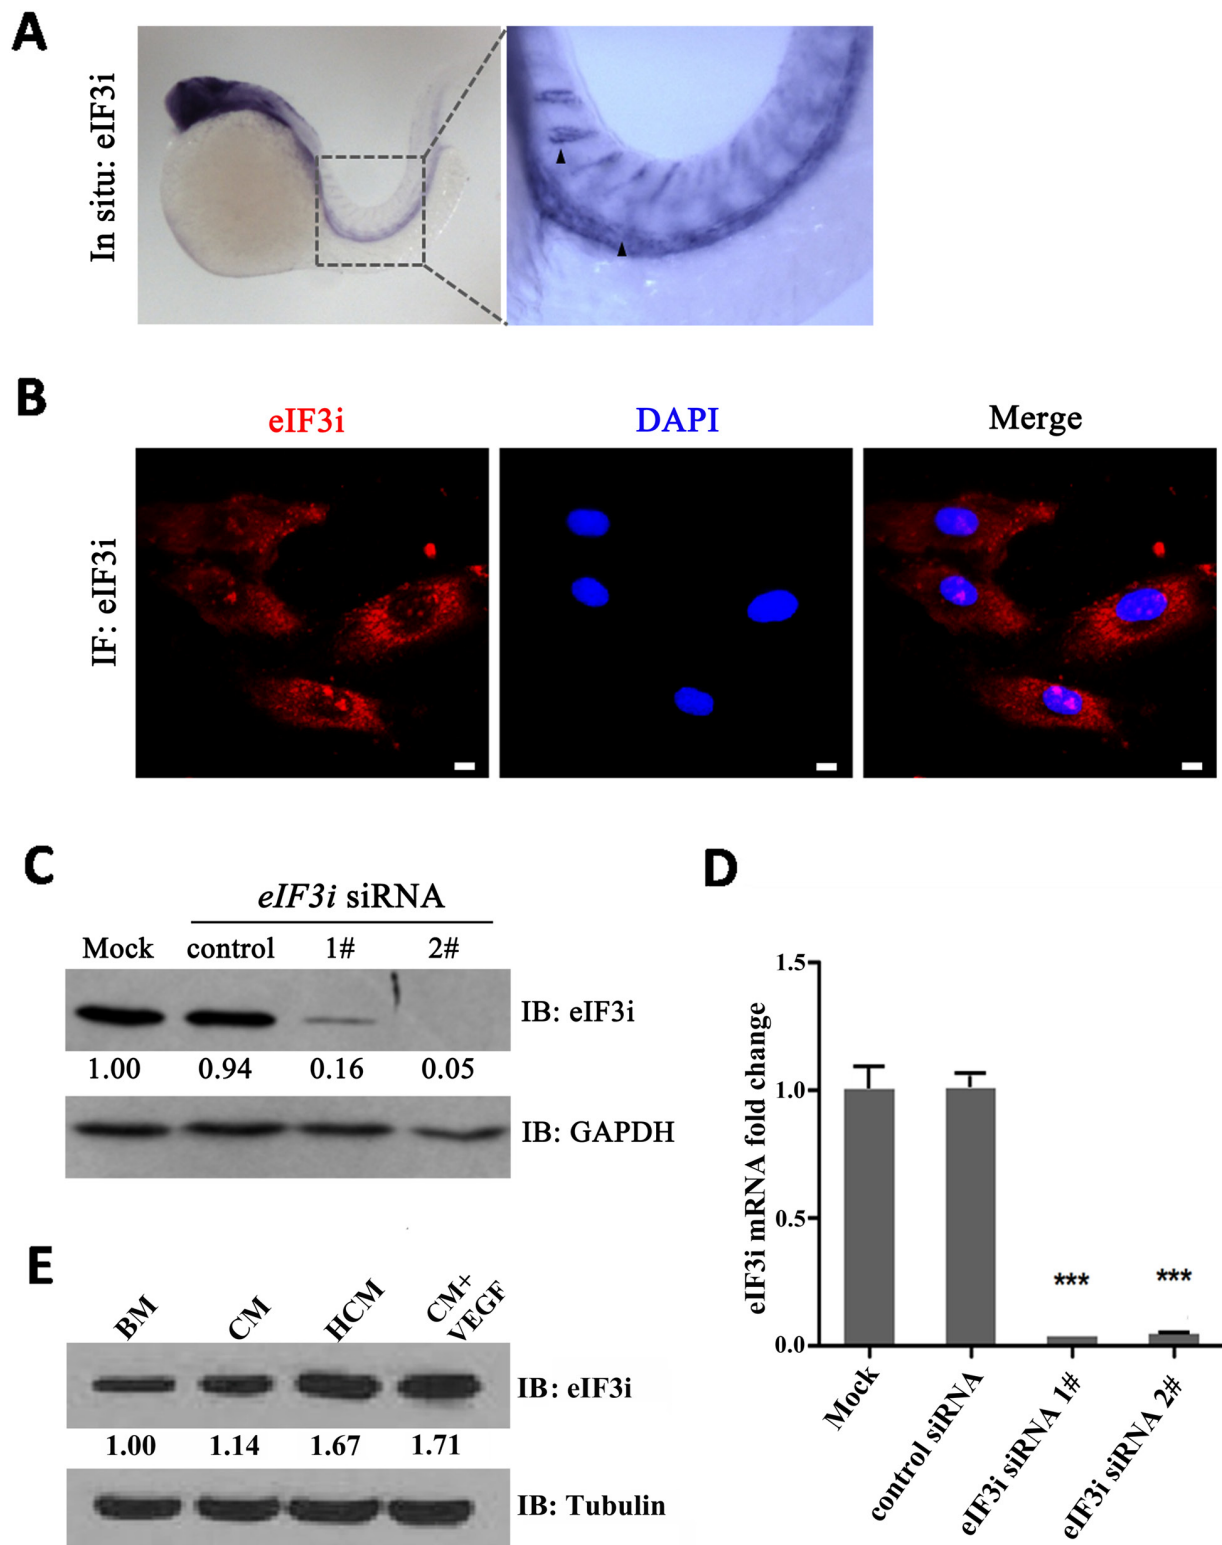 A
In situ: eIF3i
B
eIF3i
DAPI
Merge
IF: eIF3i
C
eIF3i siRNA
Mock control 1# 2#
IB: eIF3i
1.00 0.94 0.16 0.05
IB: GAPDH
D
eIF3i mRNA fold change
1.5
1.0
0.5
0.0
***
***
Mock
control siRNA
eIF3i siRNA 1#
eIF3i siRNA 2#
E
BM
CM
HCM
CM+
VEGF
IB: eIF3i
1.00 1.14 1.67 1.71
IB: Tubulin